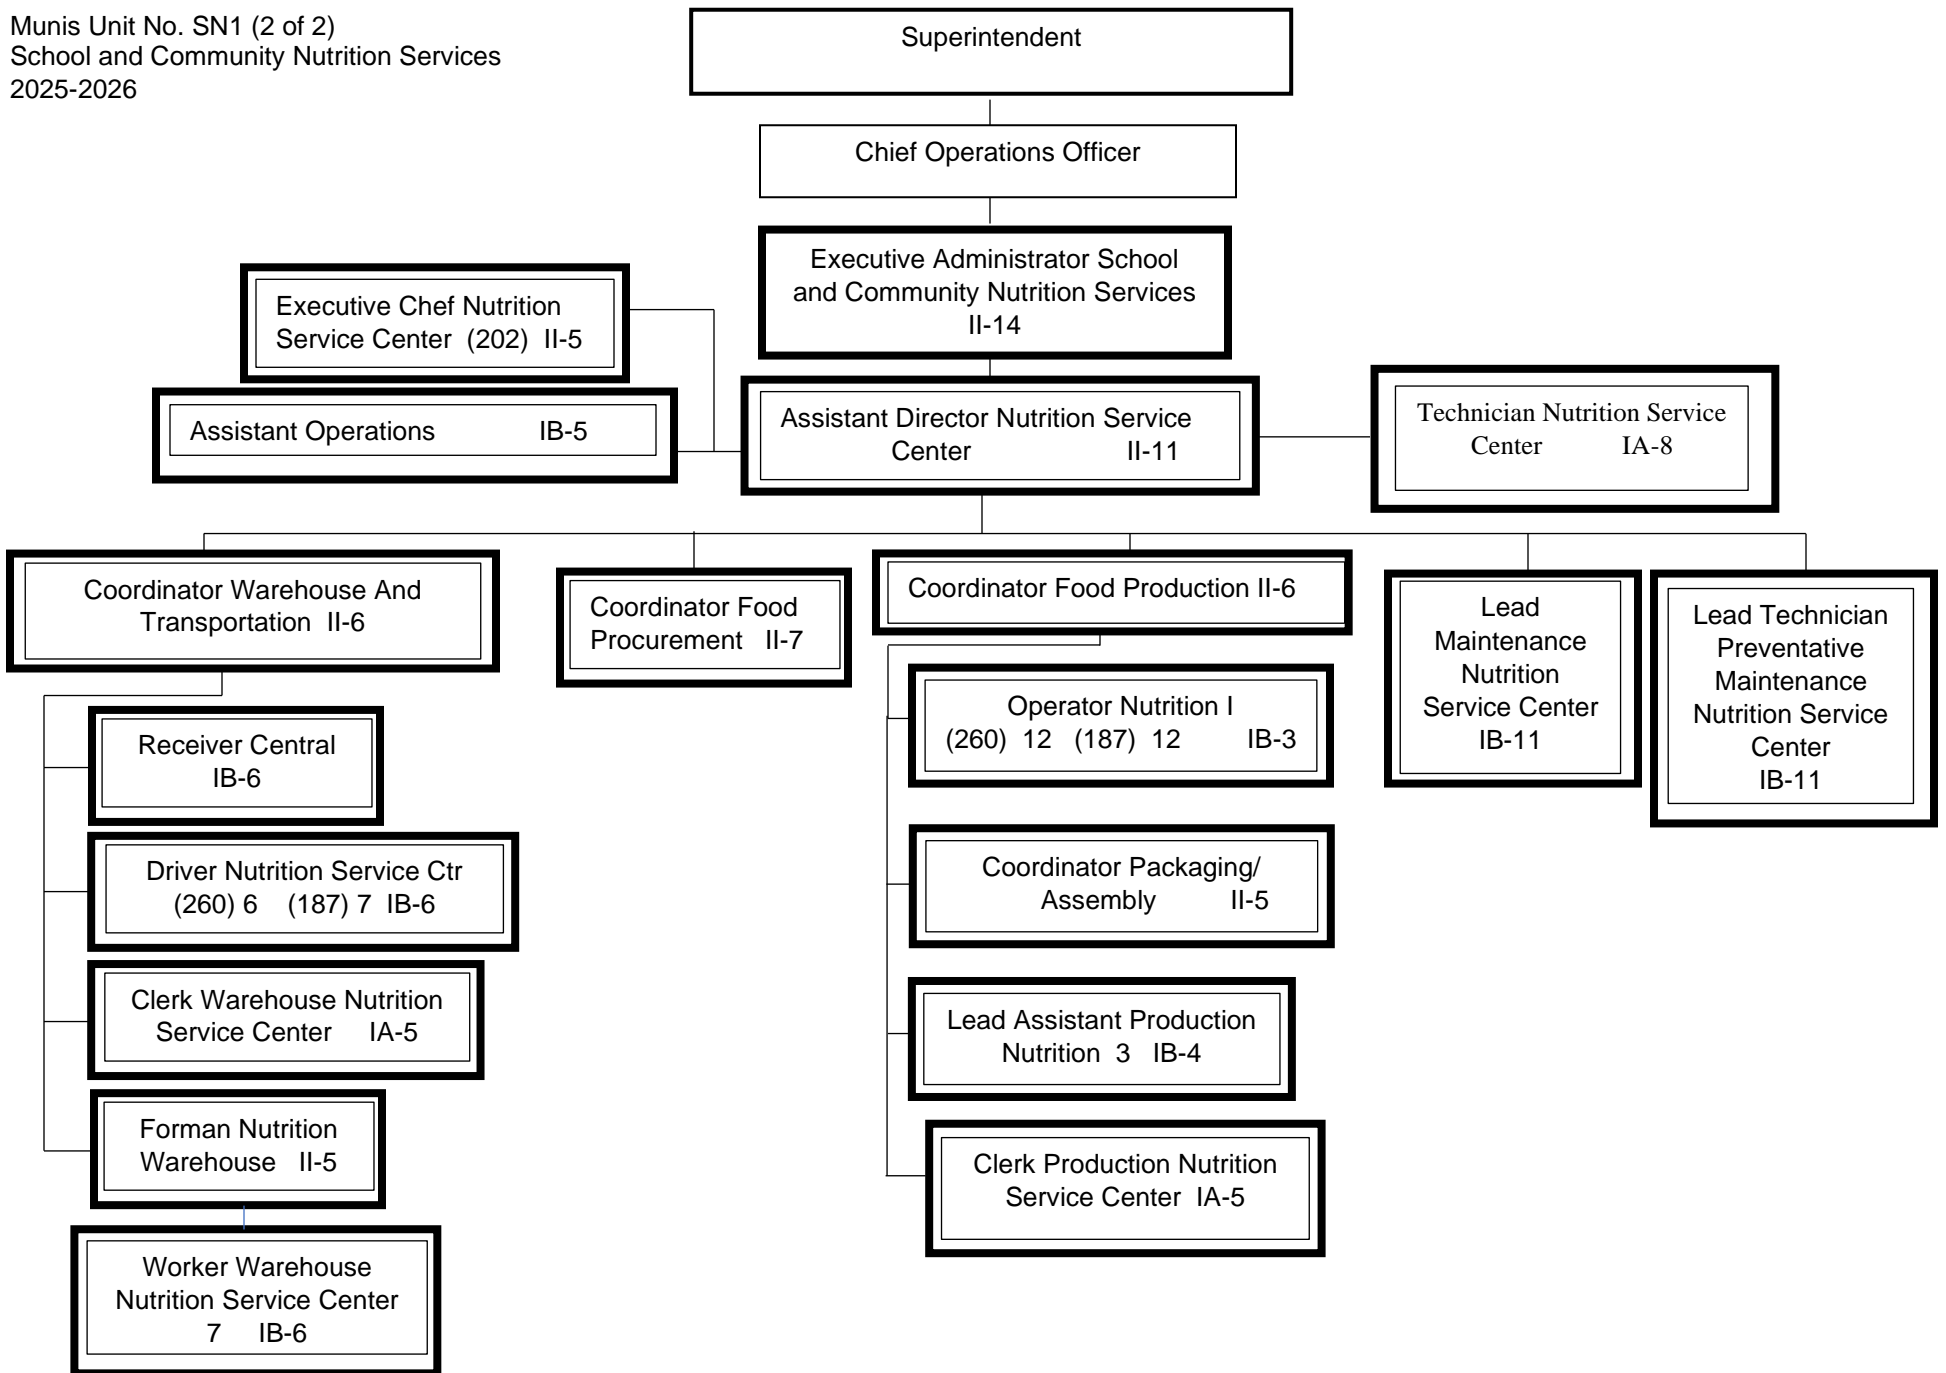 Munis Unit No. SN1 (2 of 2)
School and Community Nutrition Services
2025-2026
Superintendent
Chief Operations Officer
Executive Administrator School
and Community Nutrition Services
II-14
Executive Chef Nutrition
Service Center (202) II-5
Assistant Operations IB-5
Assistant Director Nutrition Service
Center II-11
Technician Nutrition Service
Center IA-8
Coordinator Warehouse And
Transportation II-6
Coordinator Food
Procurement II-7
Coordinator Food Production II-6
Lead
Maintenance
Nutrition
Service Center
IB-11
Lead Technician
Preventative
Maintenance
Nutrition Service
Center
IB-11
Receiver Central
IB-6
Driver Nutrition Service Ctr
(260) 6 (187) 7 IB-6
Clerk Warehouse Nutrition
Service Center IA-5
Forman Nutrition
Warehouse II-5
Worker Warehouse
Nutrition Service Center
7 IB-6
Operator Nutrition I
(260) 12 (187) 12 IB-3
Coordinator Packaging/
Assembly II-5
Lead Assistant Production
Nutrition 3 IB-4
Clerk Production Nutrition
Service Center IA-5